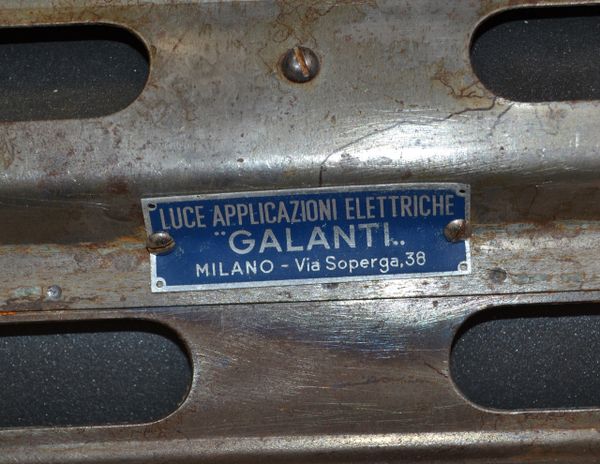 LUCE APPLICAZIONI ELETTRICHE
"GALANTI„
MILANO - Via Soperga,38